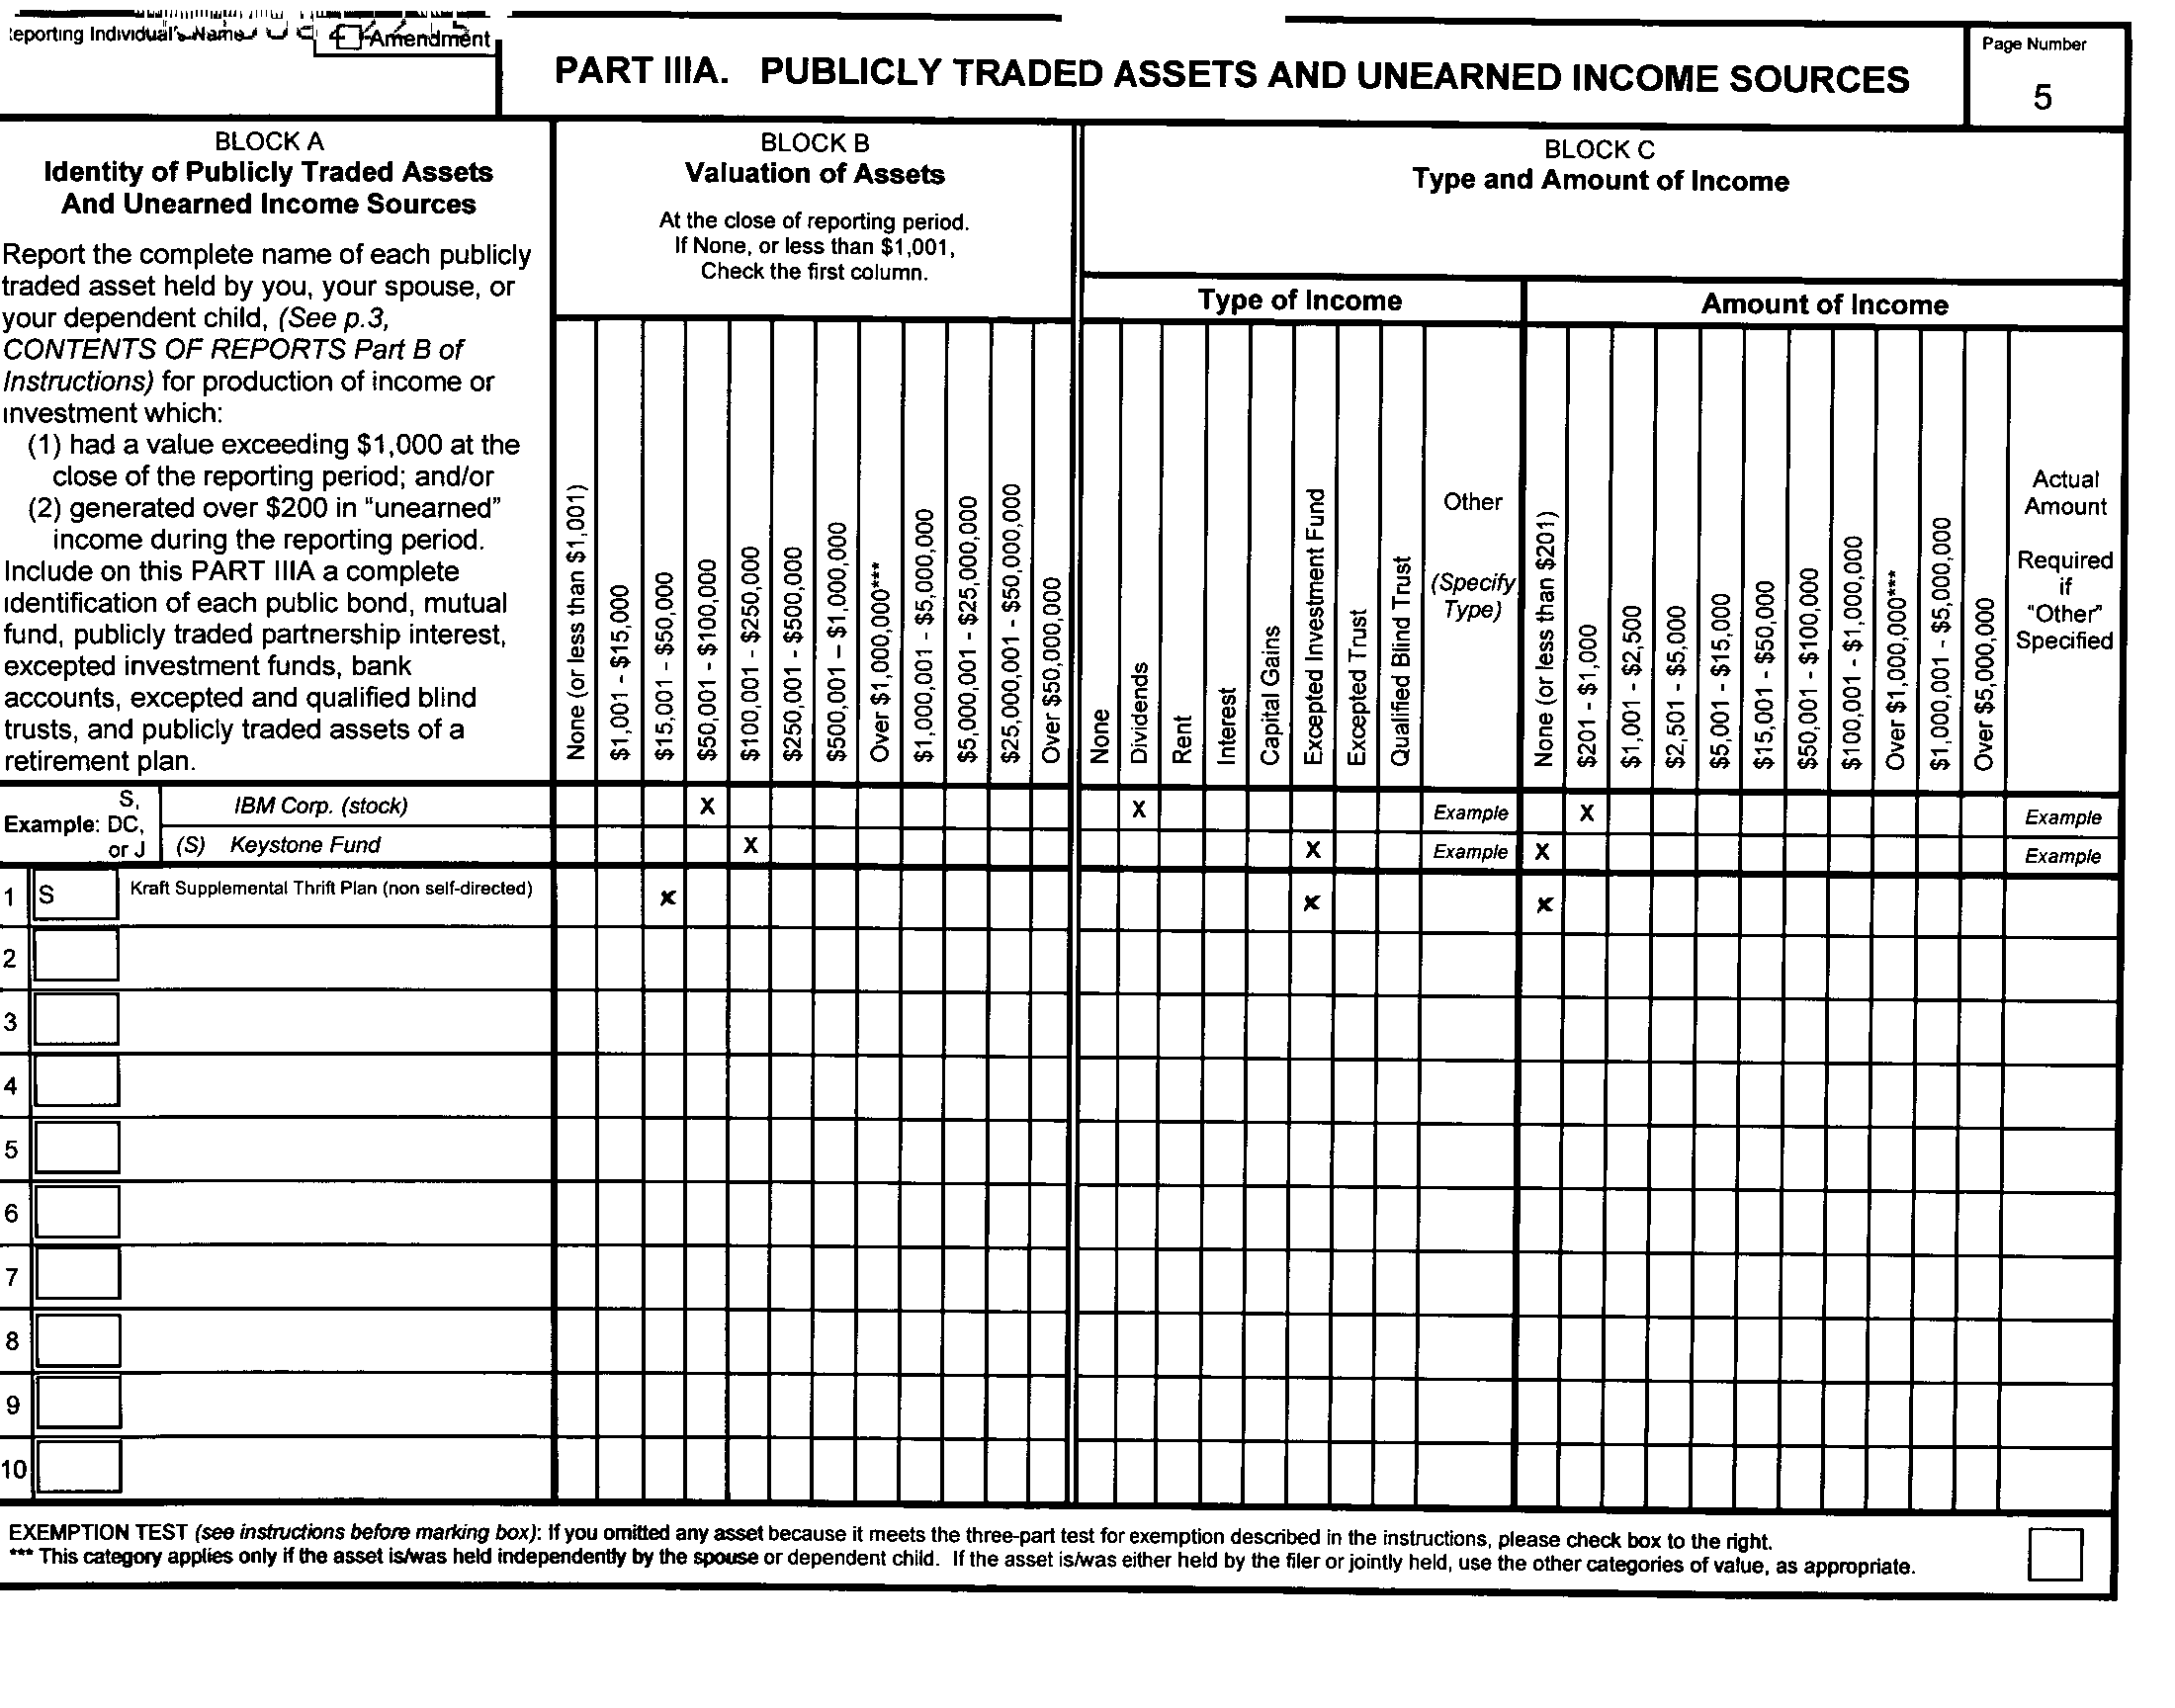 Reporting Individual's Name
Amendment
PART IIIA. PUBLICLY TRADED ASSETS AND UNEARNED INCOME SOURCES
Page Number
5
BLOCK A
Identity of Publicly Traded Assets
And Unearned Income Sources
Report the complete name of each publicly
traded asset held by you, your spouse, or
your dependent child, (See p.3,
CONTENTS OF REPORTS Part B of
Instructions) for production of income or
investment which:
(1) had a value exceeding $1,000 at the
close of the reporting period; and/or
(2) generated over $200 in "unearned"
income during the reporting period.
Include on this PART IIIA a complete
identification of each public bond, mutual
fund, publicly traded partnership interest,
excepted investment funds, bank
accounts, excepted and qualified blind
trusts, and publicly traded assets of a
retirement plan.
BLOCK B
Valuation of Assets
At the close of reporting period.
If None, or less than $1,001,
Check the first column.
None (or less than $1,001)
$1,001 - $15,000
$15,001 - $50,000
$50,001 - $100,000
$100,001 - $250,000
$250,001 - $500,000
$500,001 – $1,000,000
Over $1,000,000***
$1,000,001 - $5,000,000
$5,000,001 - $25,000,000
$25,000,001 - $50,000,000
Over $50,000,000
BLOCK C
Type and Amount of Income
Type of Income
None
Dividends
Rent
Interest
Capital Gains
Excepted Investment Fund
Excepted Trust
Qualified Blind Trust
Other
(Specify
Type)
Amount of Income
None (or less than $201)
$201 - $1,000
$1,001 - $2,500
$2,501 - $5,000
$5,001 - $15,000
$15,001 - $50,000
$50,001 - $100,000
$100,001 - $1,000,000
Over $1,000,000***
$1,000,001 - $5,000,000
Over $5,000,000
Actual
Amount
Required
if
"Other"
Specified
Example:
S,
DC,
or J
IBM Corp. (stock) X X Example X Example
(S) Keystone Fund X X Example X Example
1 S Kraft Supplemental Thrift Plan (non self-directed) x x x
2
3
4
5
6
7
8
9
10
EXEMPTION TEST (see instructions before marking box): If you omitted any asset because it meets the three-part test for exemption described in the instructions, please check box to the right.
*** This category applies only if the asset is/was held independently by the spouse or dependent child. If the asset is/was either held by the filer or jointly held, use the other categories of value, as appropriate.